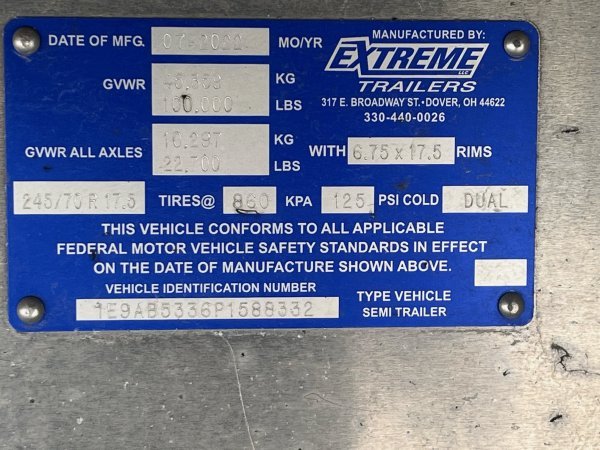 DATE OF MFG. 07-2022 MO/YR
MANUFACTURED BY:
EXTREME LLC
TRAILERS
317 E. BROADWAY ST. • DOVER, OH 44622
330-440-0026
GVWR KG
100,000 LBS
GVWR ALL AXLES 10,297 KG
22,700 LBS
WITH 6.75 x 17.5 RIMS
245/70 R 17.5 TIRES@ 860 KPA 125 PSI COLD DUAL
THIS VEHICLE CONFORMS TO ALL APPLICABLE
FEDERAL MOTOR VEHICLE SAFETY STANDARDS IN EFFECT
ON THE DATE OF MANUFACTURE SHOWN ABOVE.
VEHICLE IDENTIFICATION NUMBER
1E9AB5336P1588332
TYPE VEHICLE
SEMI TRAILER